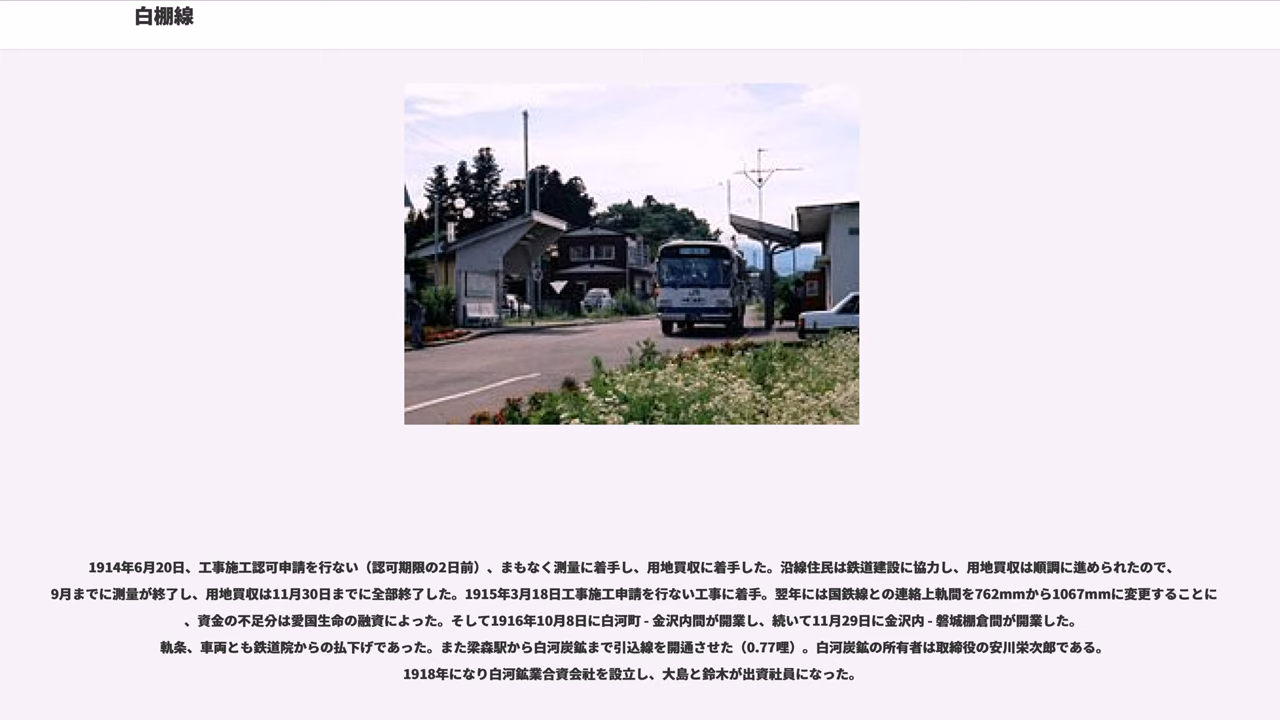 白棚線
1914年6月20日、工事施工認可申請を行ない（認可期限の2日前）、まもなく測量に着手し、用地買収に着手した。沿線住民は鉄道建設に協力し、用地買収は順調に進められたので、
9月までに測量が終了し、用地買収は11月30日までに全部終了した。1915年3月18日工事施工申請を行ない工事に着手。翌年には国鉄線との連絡上軌間を762mmから1067mmに変更することに
、資金の不足分は愛国生命の融資によった。そして1916年10月8日に白河町 - 金沢内間が開業し、続いて11月29日に金沢内 - 磐城棚倉間が開業した。
軌条、車両とも鉄道院からの払下げであった。また梁森駅から白河炭鉱まで引込線を開通させた（0.77哩）。白河炭鉱の所有者は取締役の安川栄次郎である。
1918年になり白河鉱業合資会社を設立し、大島と鈴木が出資社員になった。